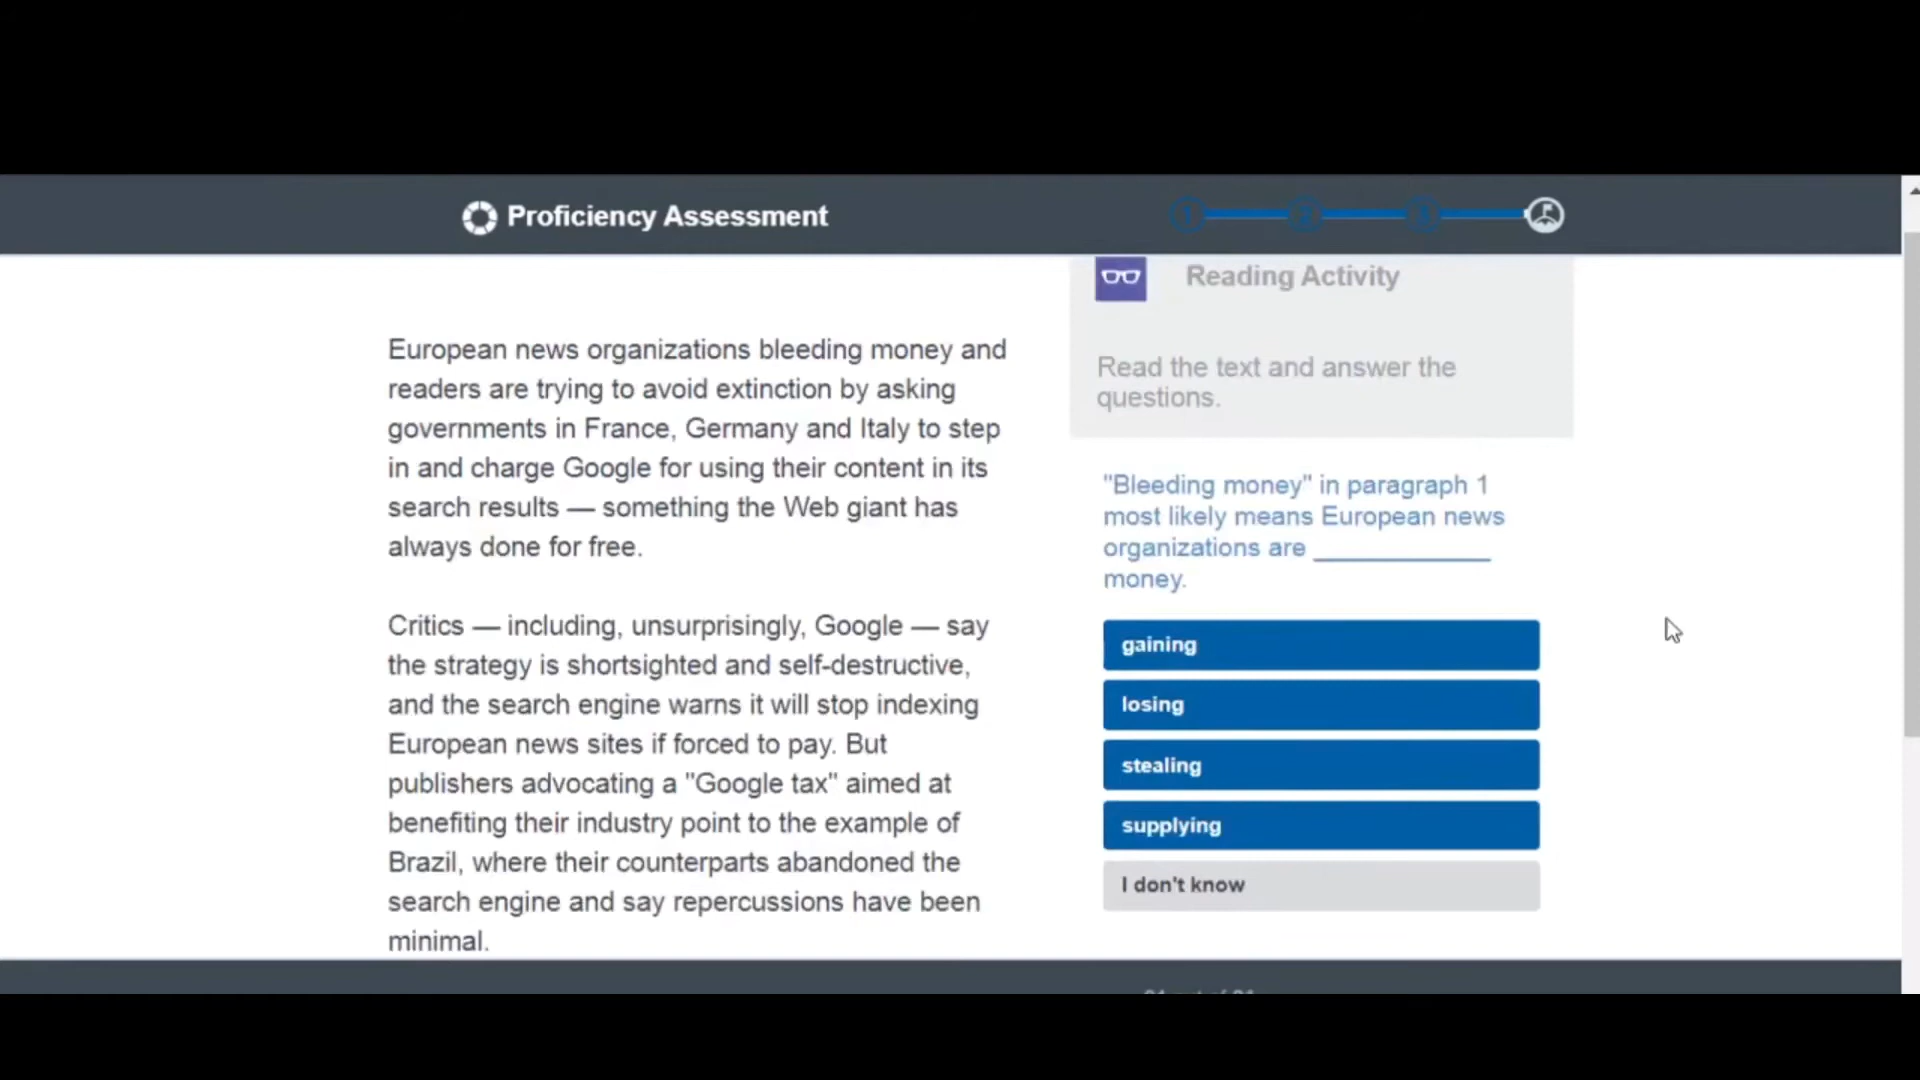 Proficiency Assessment
1 2 3
Reading Activity
Read the text and answer the
questions.
European news organizations bleeding money and
readers are trying to avoid extinction by asking
governments in France, Germany and Italy to step
in and charge Google for using their content in its
search results — something the Web giant has
always done for free.
Critics — including, unsurprisingly, Google — say
the strategy is shortsighted and self-destructive,
and the search engine warns it will stop indexing
European news sites if forced to pay. But
publishers advocating a "Google tax" aimed at
benefiting their industry point to the example of
Brazil, where their counterparts abandoned the
search engine and say repercussions have been
minimal.
"Bleeding money" in paragraph 1
most likely means European news
organizations are ____________
money.
gaining
losing
stealing
supplying
I don't know